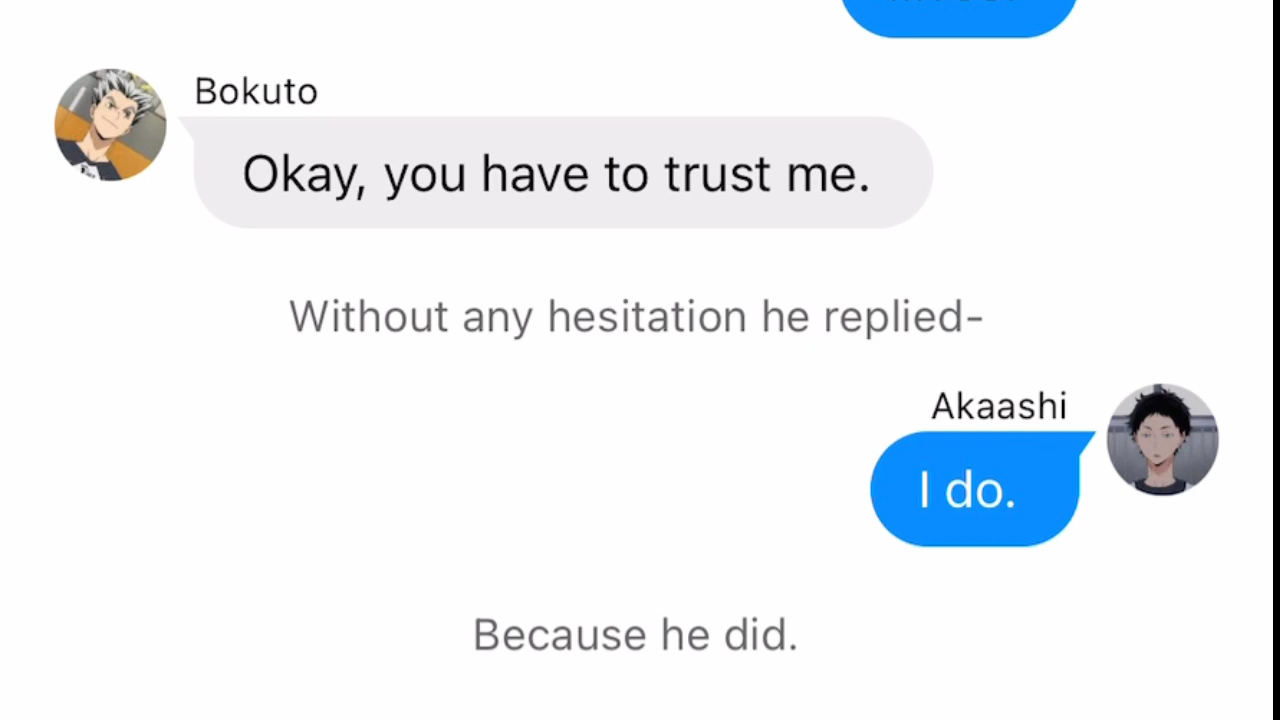 Bokuto
Okay, you have to trust me.
Without any hesitation he replied-
Akaashi
I do.
Because he did.